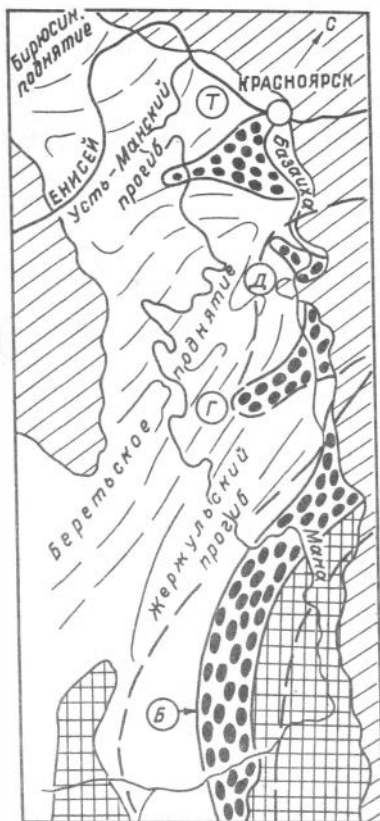 Бирюсин.
поднятие
С
КРАСНОЯРСК
Т
ЕНИСЕЙ
Усть-Манский
прогиб
Базаиха
Д
поднятие
Г
Беретьское
Жержульский
прогиб
Мана
Б